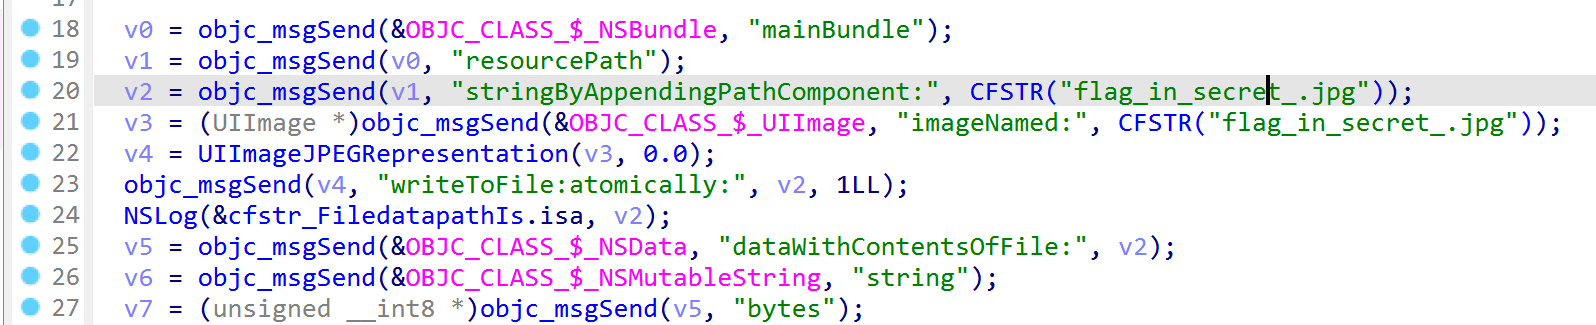 18 v0 = objc_msgSend(&OBJC_CLASS_$_NSBundle, "mainBundle");
19 v1 = objc_msgSend(v0, "resourcePath");
20 v2 = objc_msgSend(v1, "stringByAppendingPathComponent:", CFSTR("flag_in_secret_.jpg"));
21 v3 = (UIImage *)objc_msgSend(&OBJC_CLASS_$_UIImage, "imageNamed:", CFSTR("flag_in_secret_.jpg"));
22 v4 = UIImageJPEGRepresentation(v3, 0.0);
23 objc_msgSend(v4, "writeToFile:atomically:", v2, 1LL);
24 NSLog(&cfstr_FiledatapathIs.isa, v2);
25 v5 = objc_msgSend(&OBJC_CLASS_$_NSData, "dataWithContentsOfFile:", v2);
26 v6 = objc_msgSend(&OBJC_CLASS_$_NSMutableString, "string");
27 v7 = (unsigned __int8 *)objc_msgSend(v5, "bytes");